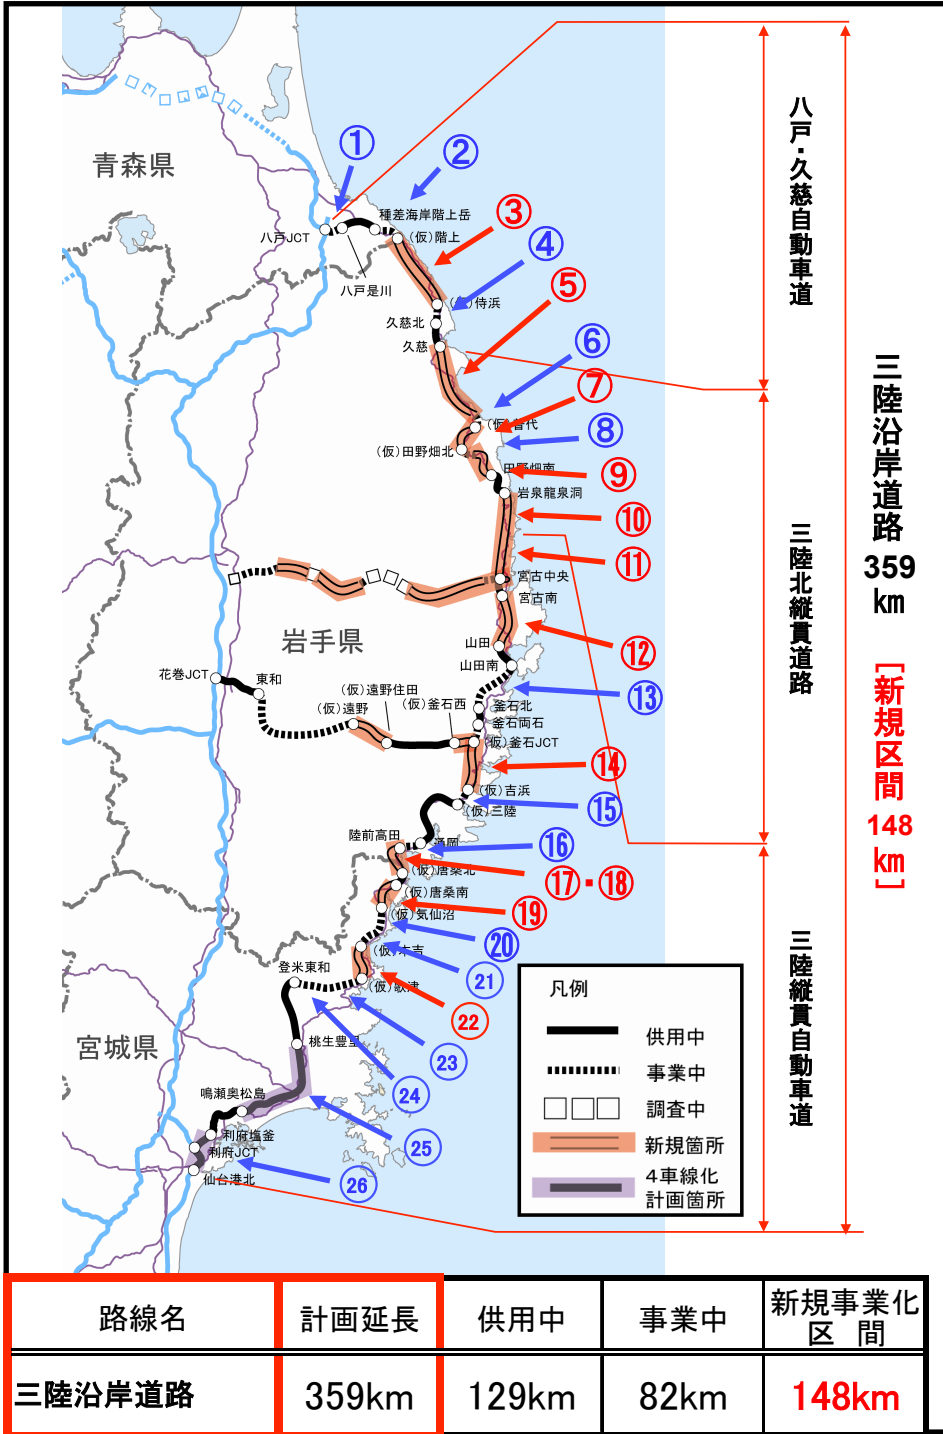 青森県
①
②
種差海岸階上岳
八戸JCT
(仮)階上
八戸是川
③
④
(仮)侍浜
⑤
久慈北
久慈
⑥
⑦
(仮)普代
⑧
(仮)田野畑北
田野畑南
⑨
岩泉龍泉洞
⑩
⑪
宮古中央
宮古南
岩手県
⑫
山田
山田南
⑬
花巻JCT
東和
(仮)遠野住田
(仮)遠野
(仮)釜石西
釜石北
釜石両石
(仮)釜石JCT
⑭
(仮)吉浜
⑮
(仮)三陸
陸前高田
通岡
⑯
(仮)唐桑北
⑰・⑱
(仮)唐桑南
⑲
(仮)気仙沼
⑳
(仮)本吉
㉑
登米東和
(仮)歌津
㉒
宮城県
桃生豊里
㉓
㉔
鳴瀬奥松島
㉕
利府塩釜
利府JCT
仙台港北
㉖
八戸・久慈自動車道
三陸北縦貫道路
三陸縦貫自動車道
三陸沿岸道路
359
km
[新規区間
148
km]
凡例
供用中
事業中
調査中
新規箇所
4車線化
計画箇所
路線名 計画延長 供用中 事業中 新規事業化
区 間
三陸沿岸道路 359km 129km 82km 148km